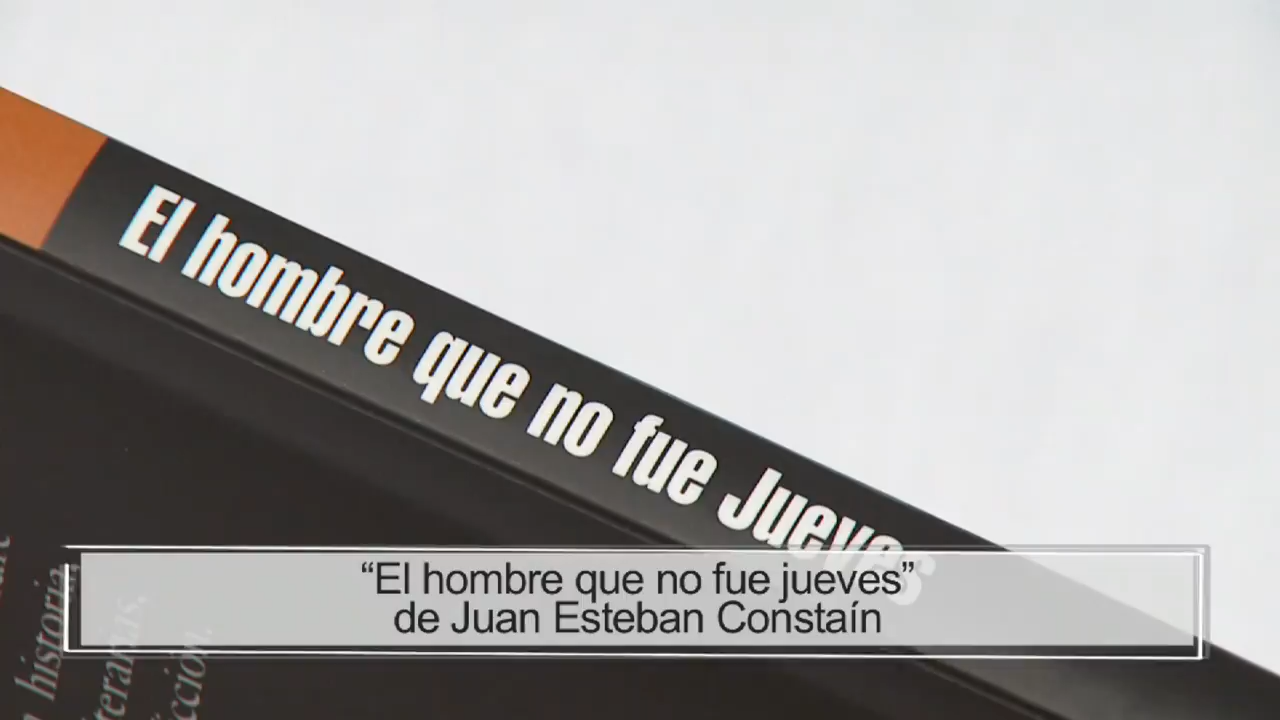 El hombre que no fue Jueves
“El hombre que no fue jueves”
de Juan Esteban Constaín
historia,